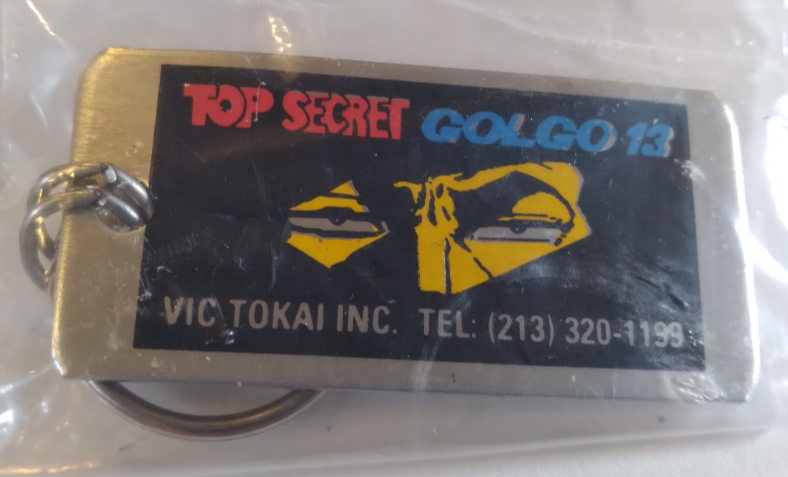 TOP SECRET GOLGO 13
VIC TOKAI INC. TEL: (213) 320-1199